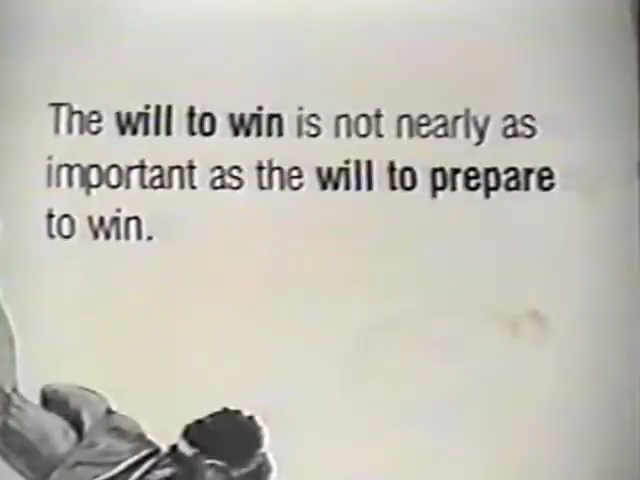 The will to win is not nearly as
important as the will to prepare
to win.